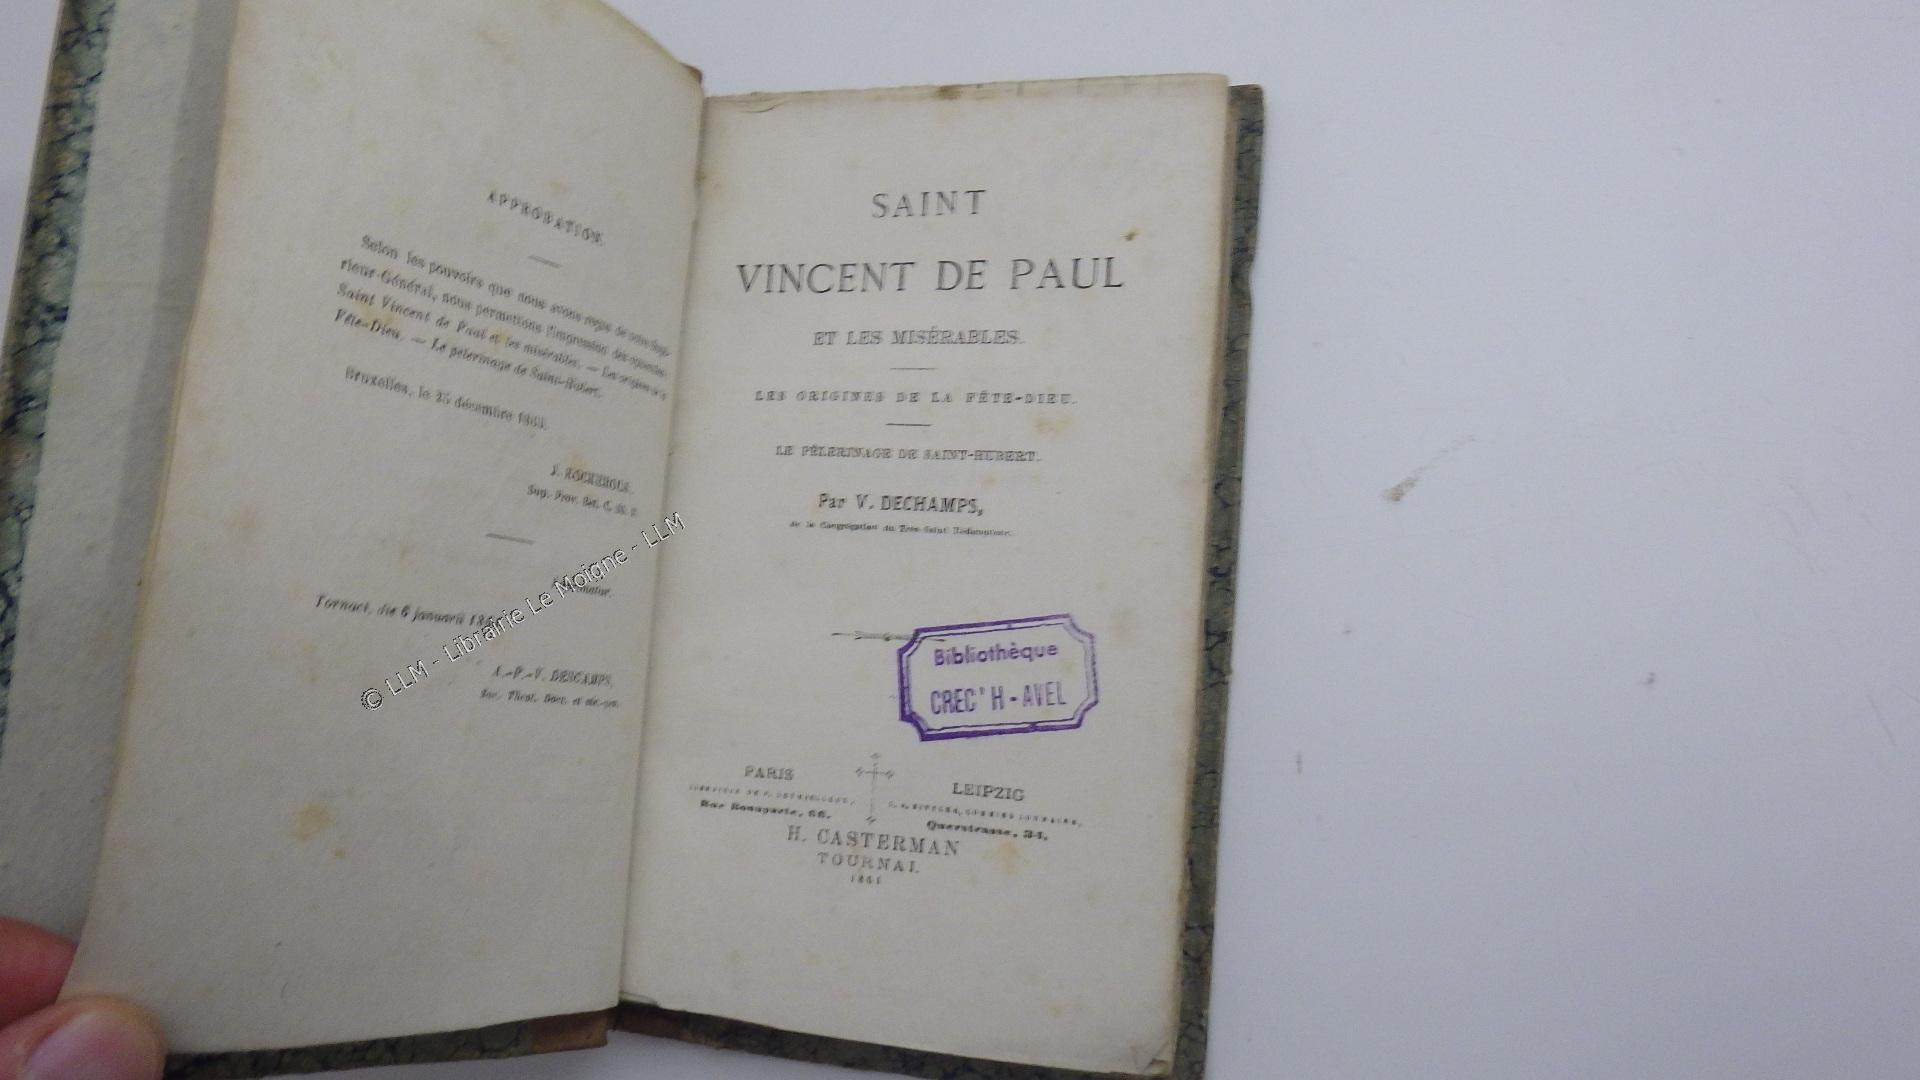 APPROBATION.
Selon les pouvoirs que nous avons reçus de notre Supé-
rieur-Général, nous permettons l'impression des opuscules:
Saint Vincent de Paul et les misérables. — Les origines de la
Fête-Dieu. — Le pèlerinage de Saint-Hubert.
Bruxelles, le 25 décembre
J.
Sup. Prov.
Tornaci, die 6 januarii
A.-P.-V. DESCAMPS,
© LLM - Librairie Le Moigne - LLM
SAINT
VINCENT DE PAUL
ET LES MISÉRABLES.
LES ORIGINES DE LA FÊTE-DIEU.
LE PÈLERINAGE DE SAINT-HUBERT.
Par V. DECHAMPS,
de la Congrégation du Très-Saint Rédempteur.
Bibliothèque
CREC'H-AVEL
PARIS
Rue Bonaparte, 66.
LEIPZIG
Querstrasse, 34.
H. CASTERMAN
TOURNAI.